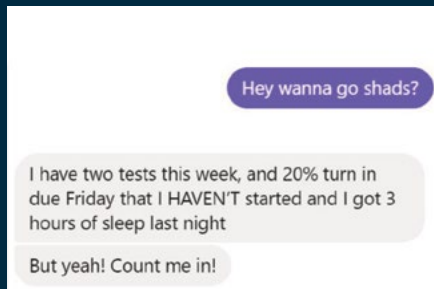 Hey wanna go shads?
I have two tests this week, and 20% turn in
due Friday that I HAVEN'T started and I got 3
hours of sleep last night
But yeah! Count me in!